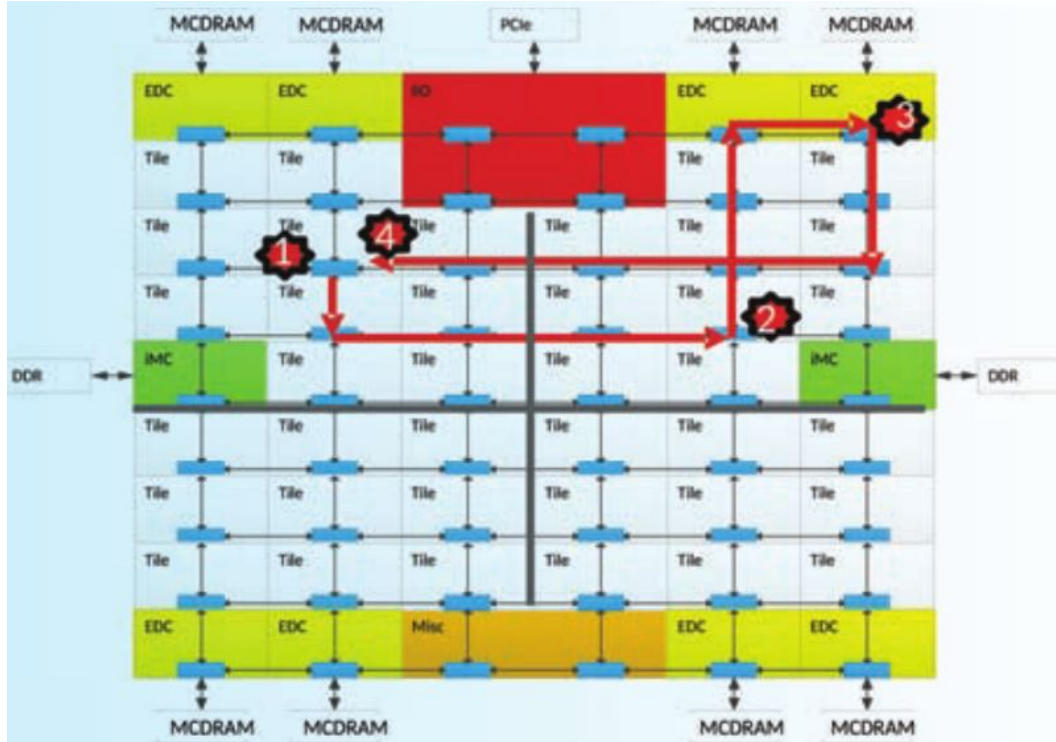 MCDRAM MCDRAM PCIe MCDRAM MCDRAM
EDC EDC IIO EDC EDC
3
Tile Tile Tile Tile
Tile Tile Tile Tile Tile Tile
1 4
Tile Tile Tile Tile Tile Tile
2
iMC Tile Tile Tile Tile iMC
DDR DDR
Tile Tile Tile Tile Tile Tile
Tile Tile Tile Tile Tile Tile
Tile Tile Tile Tile Tile Tile
EDC EDC Misc EDC EDC
MCDRAM MCDRAM MCDRAM MCDRAM